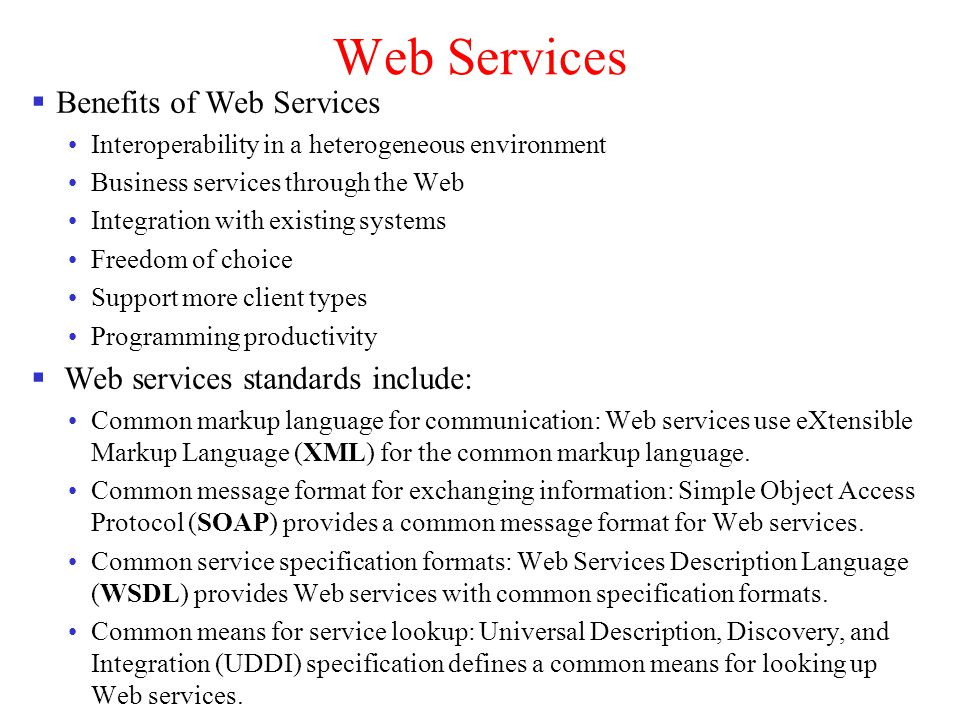 Web Services
▪ Benefits of Web Services
• Interoperability in a heterogeneous environment
• Business services through the Web
• Integration with existing systems
• Freedom of choice
• Support more client types
• Programming productivity
▪ Web services standards include:
• Common markup language for communication: Web services use eXtensible
Markup Language (XML) for the common markup language.
• Common message format for exchanging information: Simple Object Access
Protocol (SOAP) provides a common message format for Web services.
• Common service specification formats: Web Services Description Language
(WSDL) provides Web services with common specification formats.
• Common means for service lookup: Universal Description, Discovery, and
Integration (UDDI) specification defines a common means for looking up
Web services.